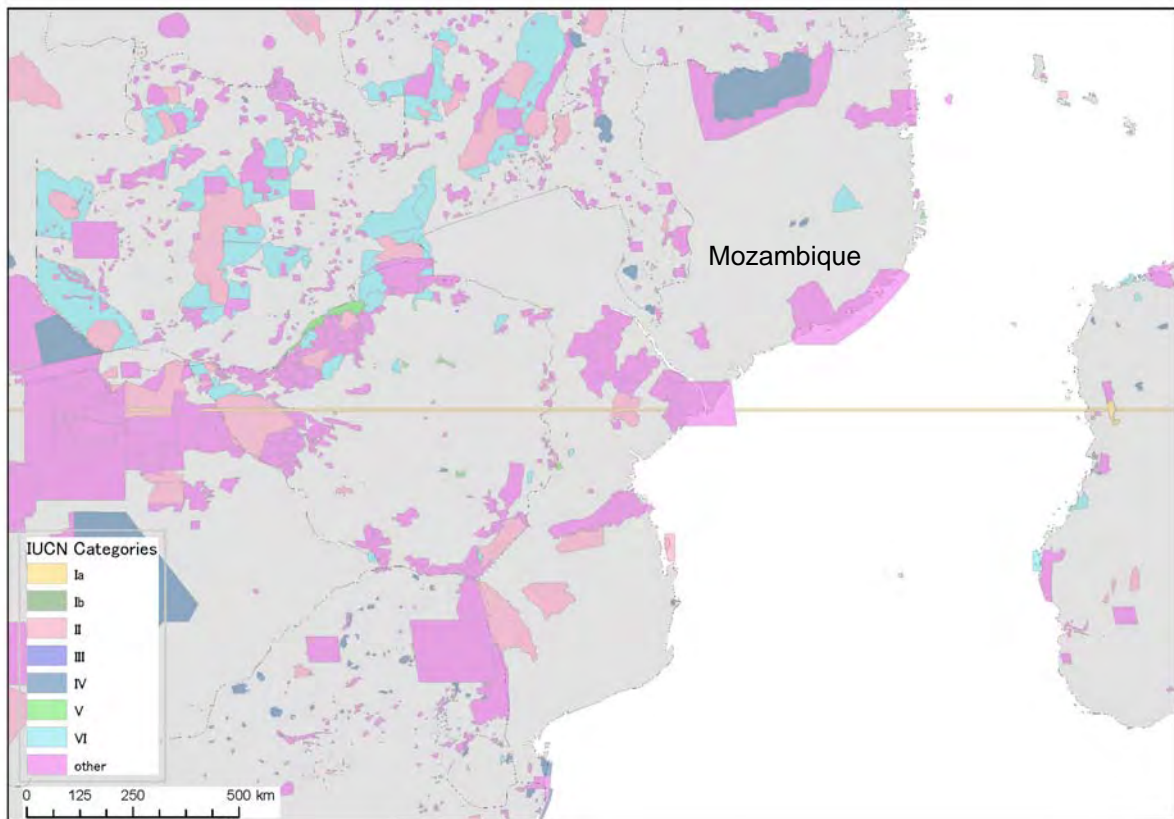 Mozambique
IUCN Categories
Ia
Ib
II
III
IV
V
VI
other
0 125 250 500 km